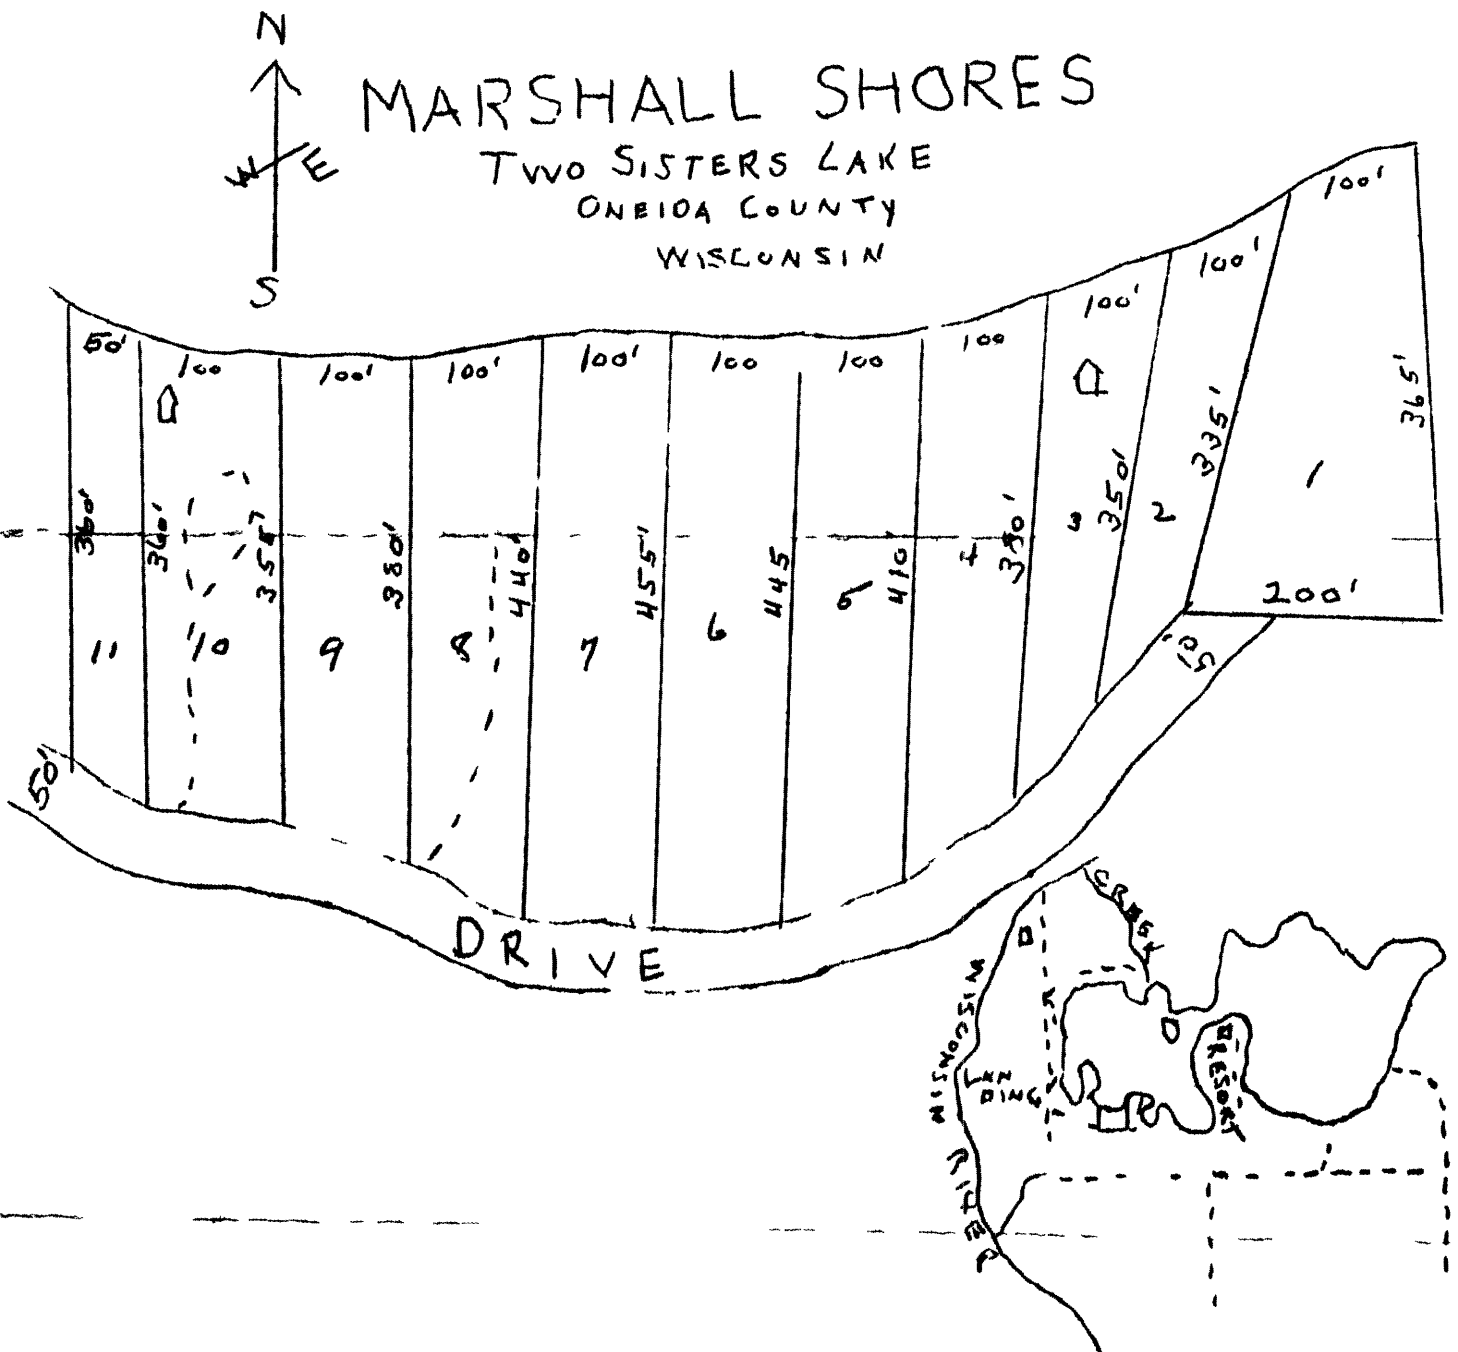 N
MARSHALL SHORES
W E
TWO SISTERS LAKE
ONEIDA COUNTY
WISCONSIN
S
50' 100 100' 100' 100' 100 100 100 100' 100' 100'
360' 360' 355' 380' 440' 455' 445 410 350' 335' 365'
11 10 9 8 7 6 5 4 3 2 1
200'
50'
50'
DRIVE
CREEK
WISCONSIN RIVER
LAN
DING
RESORT